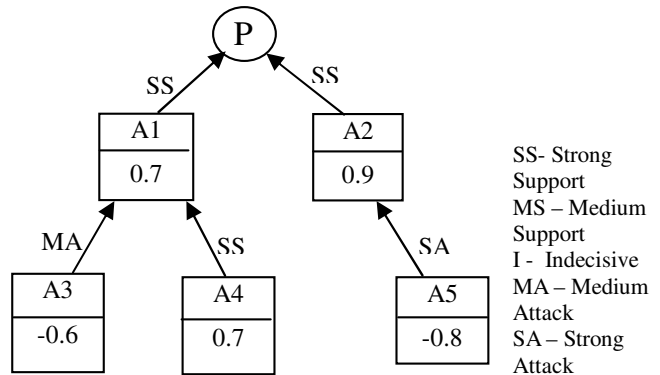 P
SS
SS
A1
0.7
A2
0.9
MA
SS
SA
A3
-0.6
A4
0.7
A5
-0.8
SS- Strong
Support
MS – Medium
Support
I - Indecisive
MA – Medium
Attack
SA – Strong
Attack